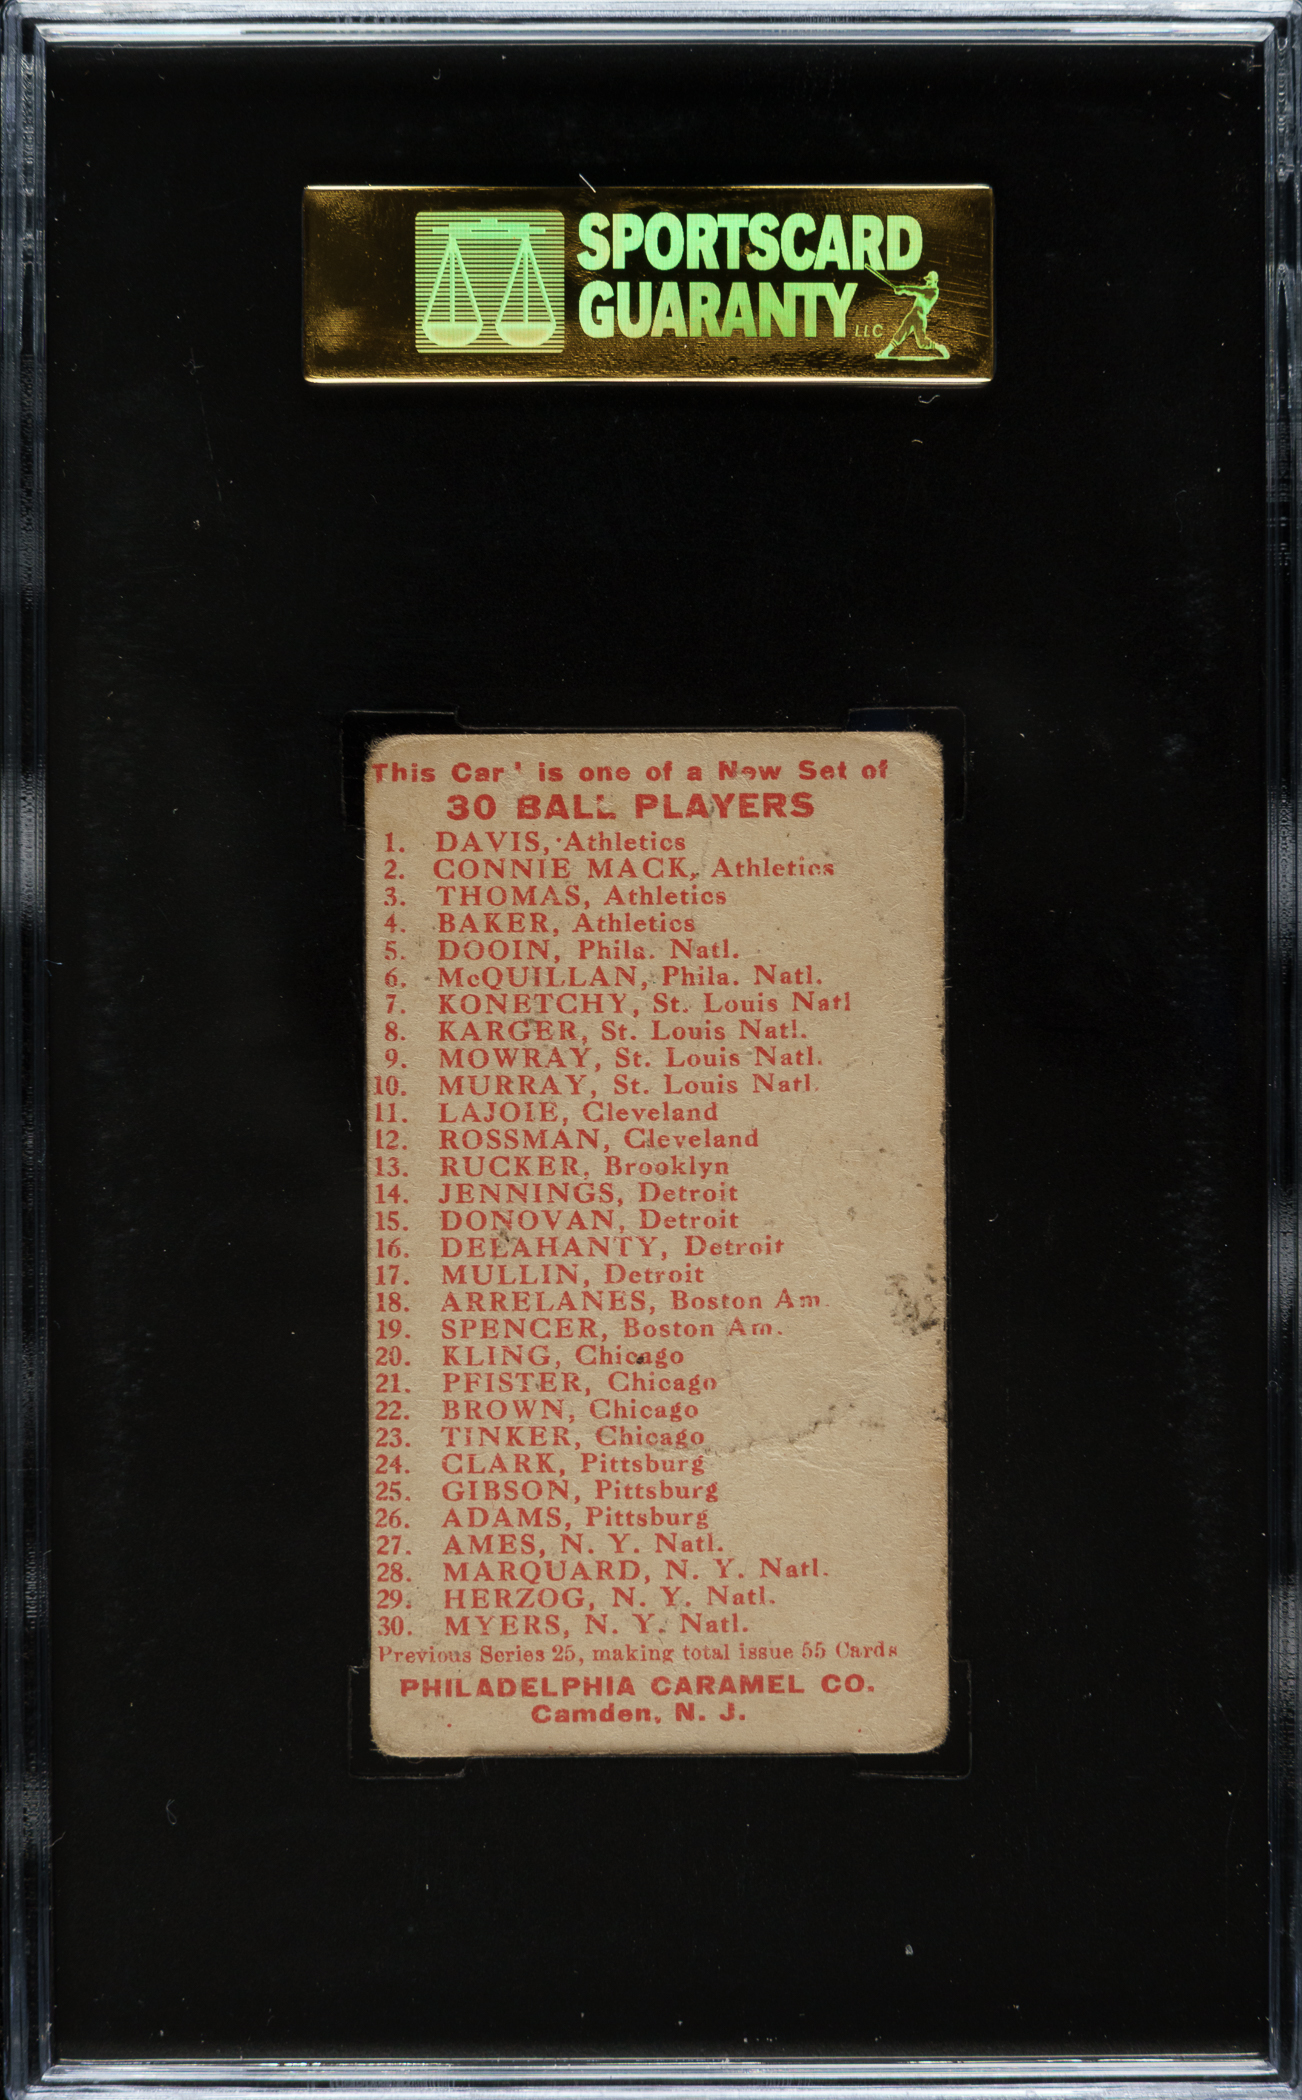 SPORTSCARD
GUARANTY LLC
This Car' is one of a New Set of
30 BALL PLAYERS
1. DAVIS, Athletics
2. CONNIE MACK, Athletics
3. THOMAS, Athletics
4. BAKER, Athletics
5. DOOIN, Phila. Natl.
6. McQUILLAN, Phila. Natl.
7. KONETCHY, St. Louis Natl
8. KARGER, St. Louis Natl.
9. MOWRAY, St. Louis Natl.
10. MURRAY, St. Louis Natl.
11. LAJOIE, Cleveland
12. ROSSMAN, Cleveland
13. RUCKER, Brooklyn
14. JENNINGS, Detroit
15. DONOVAN, Detroit
16. DELAHANTY, Detroit
17. MULLIN, Detroit
18. ARRELANES, Boston Am.
19. SPENCER, Boston Am.
20. KLING, Chicago
21. PFISTER, Chicago
22. BROWN, Chicago
23. TINKER, Chicago
24. CLARK, Pittsburg
25. GIBSON, Pittsburg
26. ADAMS, Pittsburg
27. AMES, N. Y. Natl.
28. MARQUARD, N. Y. Natl.
29. HERZOG, N. Y. Natl.
30. MYERS, N. Y. Natl.
Previous Series 25, making total issue 55 Cards
PHILADELPHIA CARAMEL CO.
Camden, N. J.